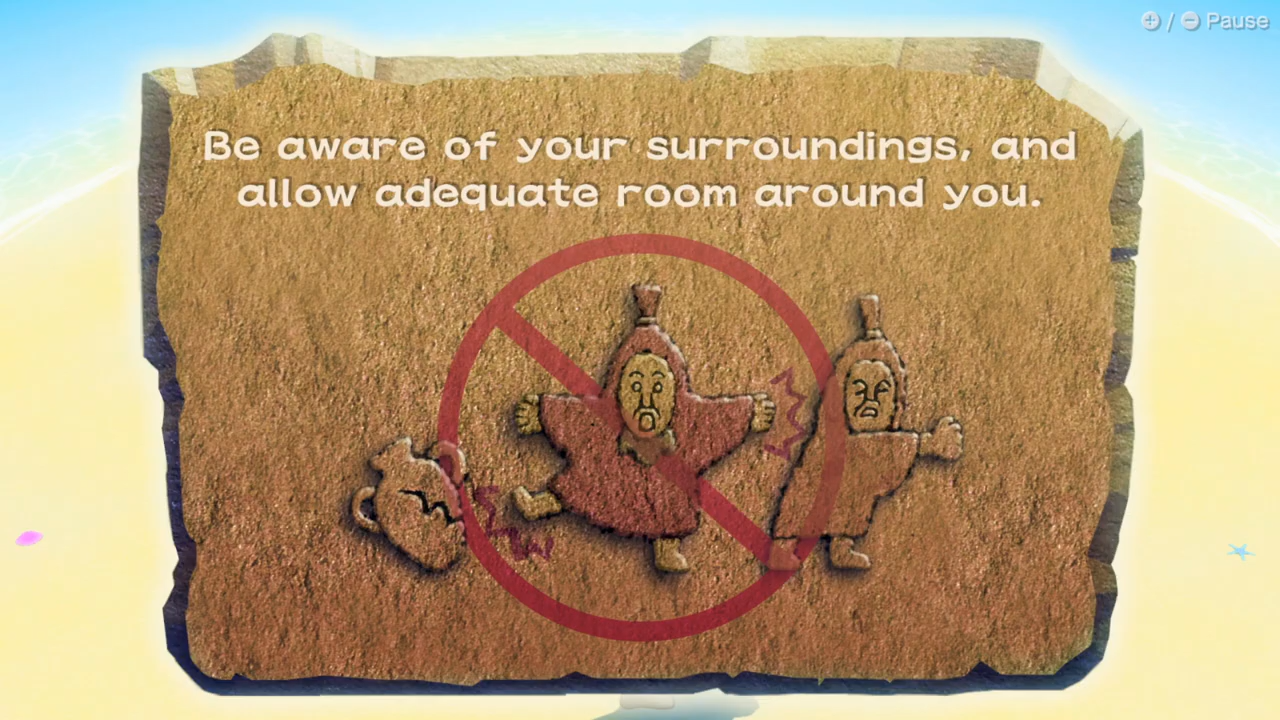 ⊕ / ⊖ Pause
Be aware of your surroundings, and
allow adequate room around you.